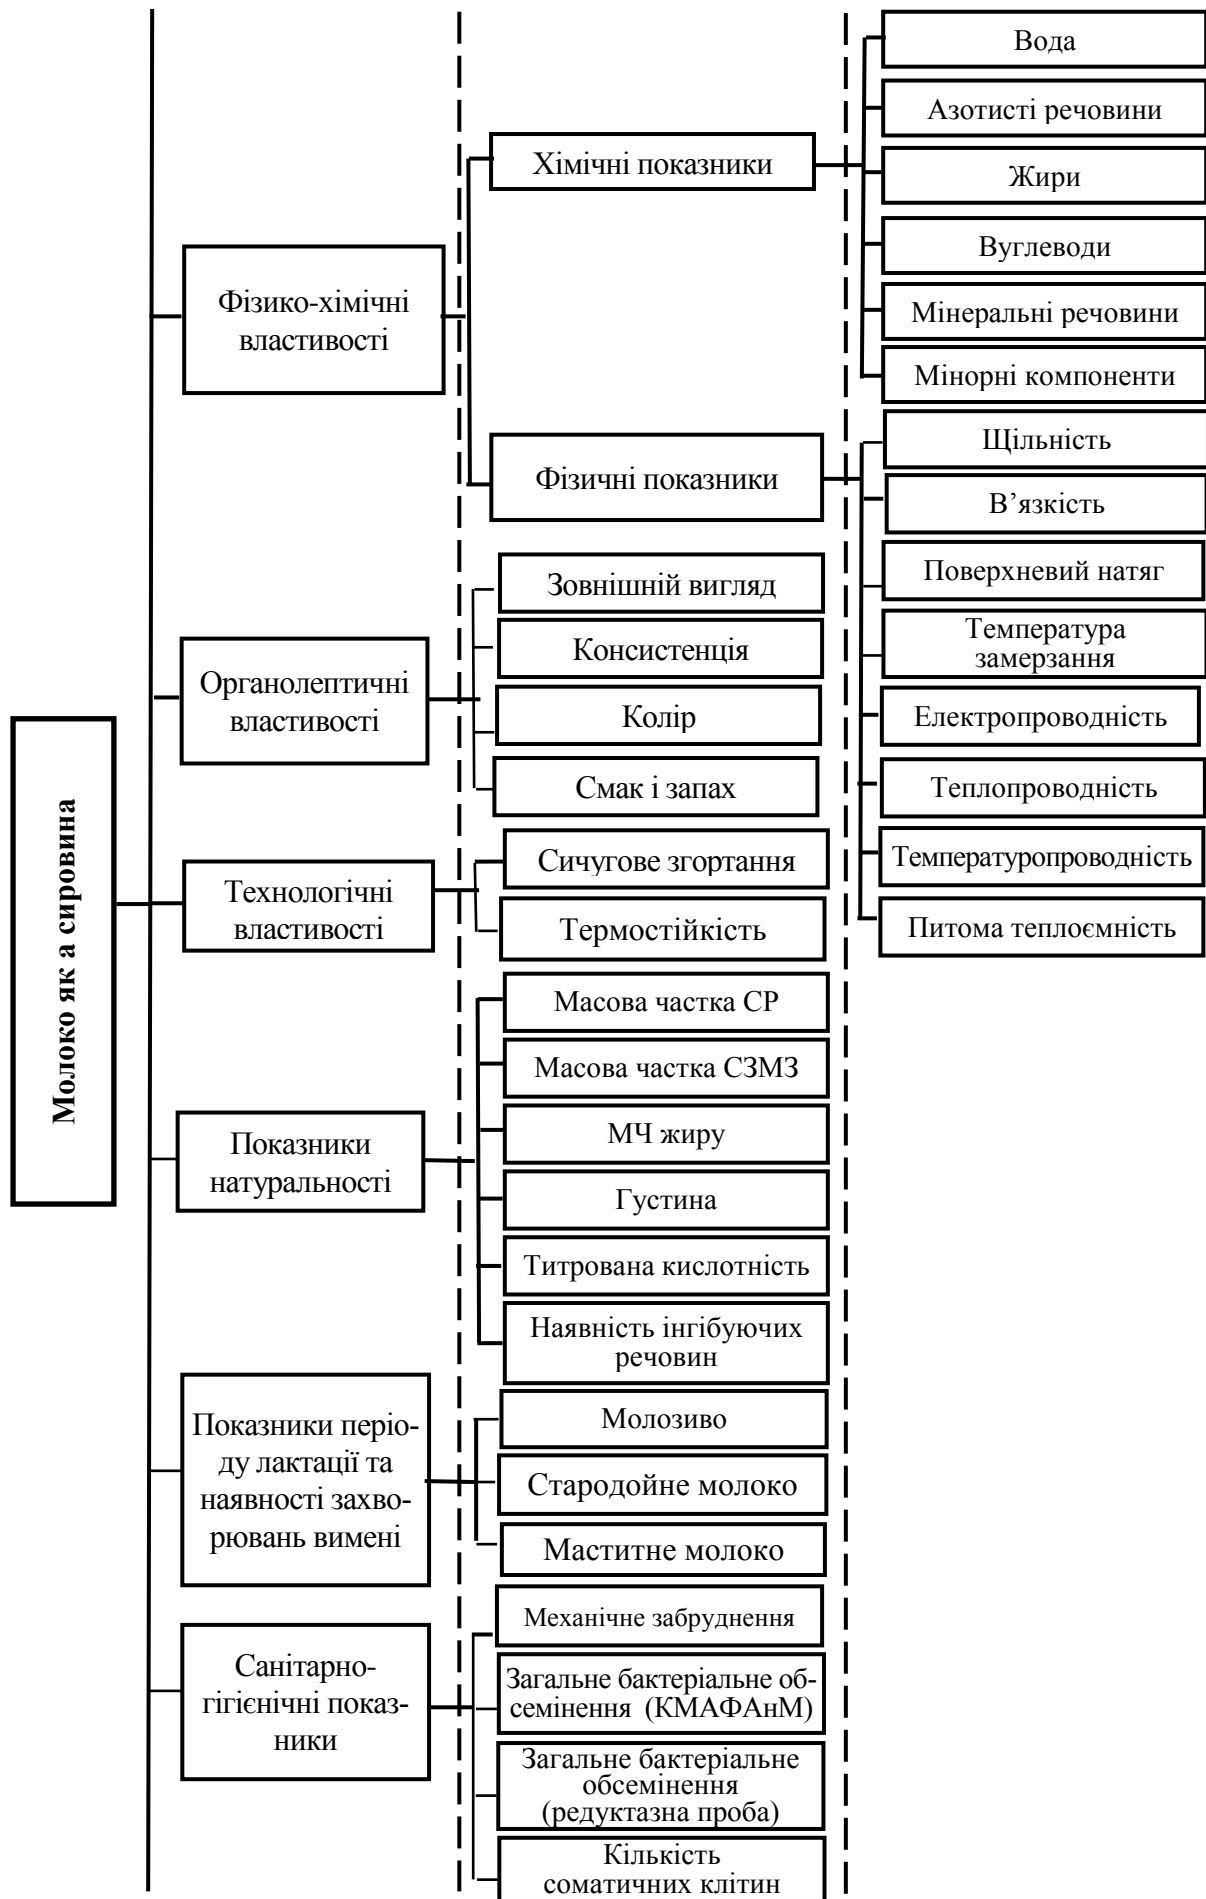 Молоко як а сировина
Фізико-хімічні
властивості
Хімічні показники
Вода
Азотисті речовини
Жири
Вуглеводи
Мінеральні речовини
Мінорні компоненти
Фізичні показники
Щільність
В’язкість
Поверхневий натяг
Температура
замерзання
Електропроводність
Теплопроводність
Температуропроводність
Питома теплоємність
Органолептичні
властивості
Зовнішній вигляд
Консистенція
Колір
Смак і запах
Технологічні
властивості
Сичугове згортання
Термостійкість
Показники
натуральності
Масова частка СР
Масова частка СЗМЗ
МЧ жиру
Густина
Титрована кислотність
Наявність інгібуючих
речовин
Показники періо-
ду лактації та
наявності захво-
рювань вимені
Молозиво
Стародойне молоко
Маститне молоко
Санітарно-
гігієнічні показ-
ники
Механічне забруднення
Загальне бактеріальне об-
семінення (КМАФАнМ)
Загальне бактеріальне
обсемінення
(редуктазна проба)
Кількість
соматичних клітин